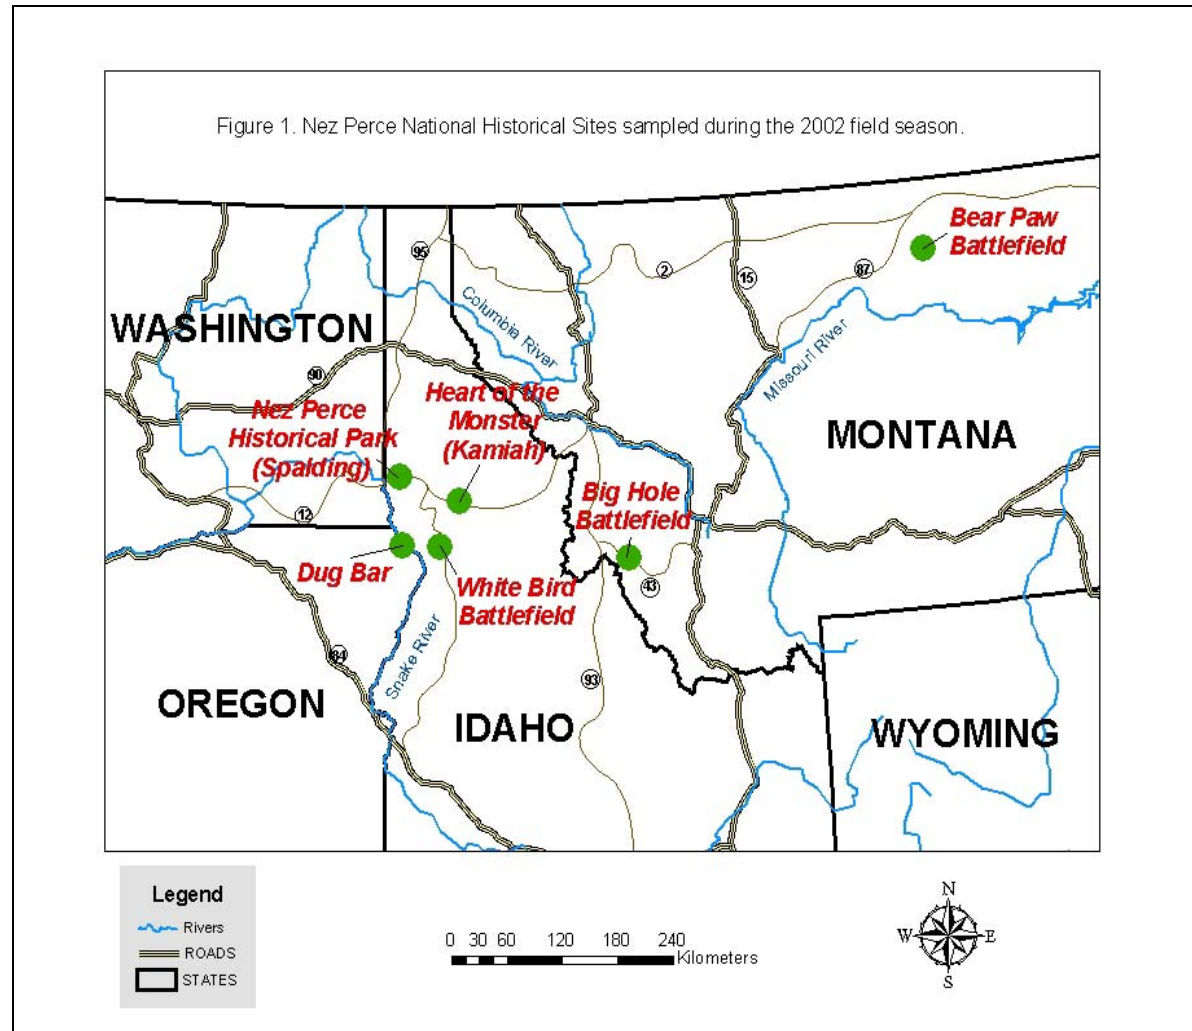 Figure 1. Nez Perce National Historical Sites sampled during the 2002 field season.
Bear Paw
Battlefield
95
2
15
87
Columbia River
Missouri River
WASHINGTON
90
Heart of the
Monster
(Kamiah)
Nez Perce
Historical Park
(Spalding)
MONTANA
Big Hole
Battlefield
12
Dug Bar
White Bird
Battlefield
43
Snake River
84
93
OREGON
IDAHO
WYOMING
Legend
Rivers
ROADS
STATES
0 30 60 120 180 240
Kilometers
N
W
E
S